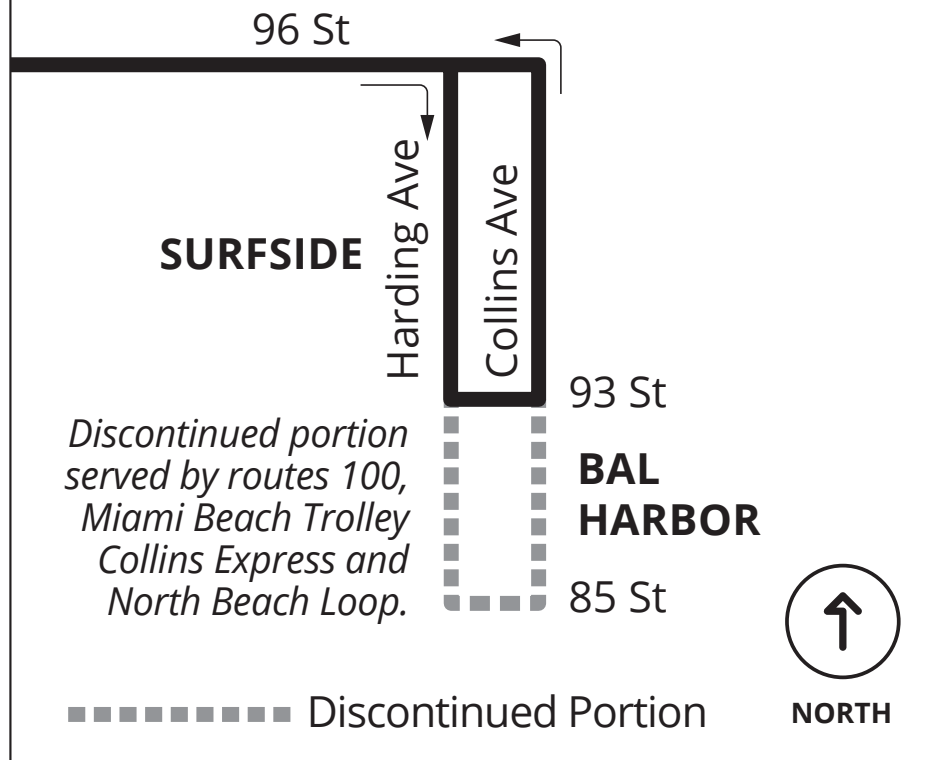 96 St
Harding Ave
Collins Ave
SURFSIDE
93 St
Discontinued portion
served by routes 100,
Miami Beach Trolley
Collins Express and
North Beach Loop.
BAL
HARBOR
85 St
NORTH
Discontinued Portion